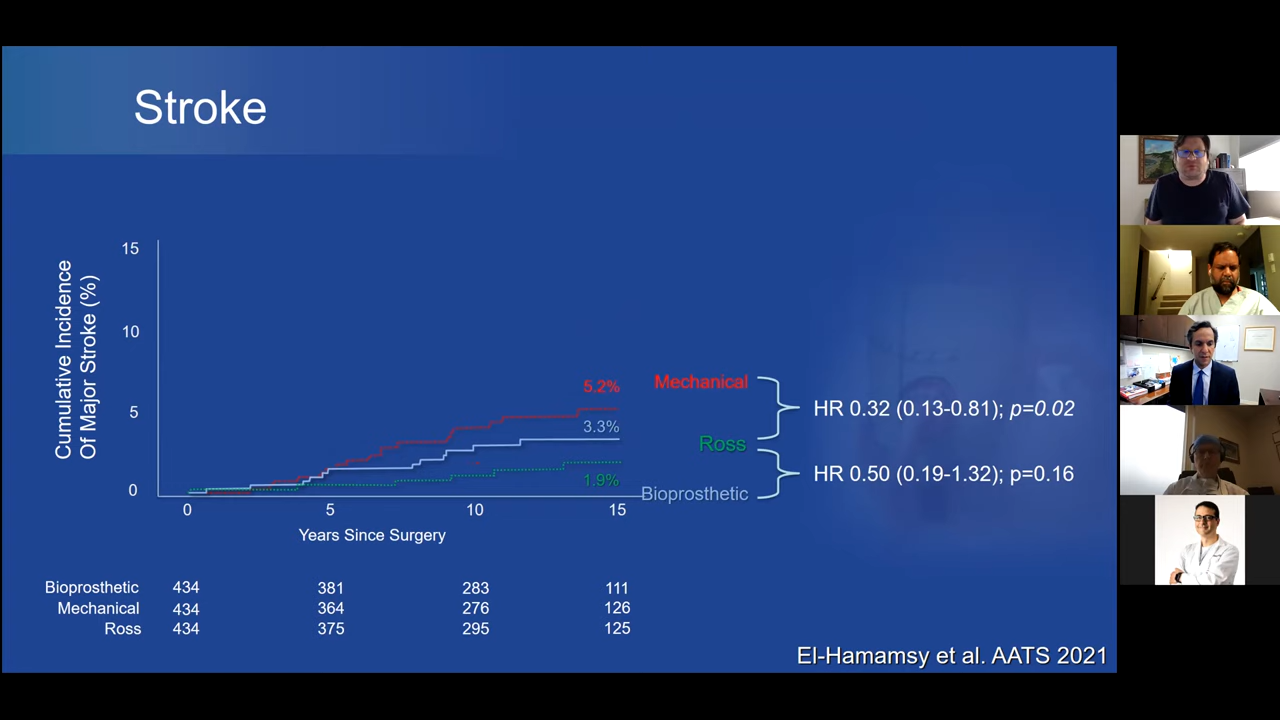 Stroke
Cumulative Incidence
Of Major Stroke (%)
15
10
5
0
0
5
10
15
Years Since Surgery
5.2%
3.3%
1.9%
Mechanical
Ross
Bioprosthetic
HR 0.32 (0.13-0.81); p=0.02
HR 0.50 (0.19-1.32); p=0.16
Bioprosthetic 434 381 283 111
Mechanical 434 364 276 126
Ross 434 375 295 125
El-Hamamsy et al. AATS 2021